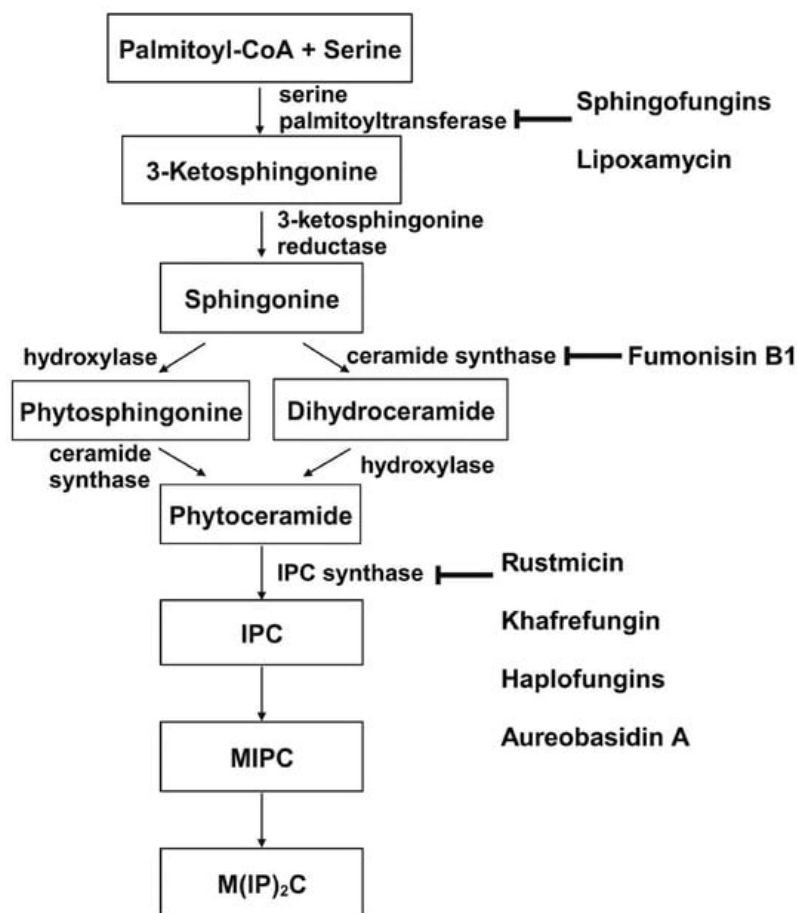 Palmitoyl-CoA + Serine
serine
palmitoyltransferase
Sphingofungins
Lipoxamycin
3-Ketosphingonine
3-ketosphingonine
reductase
Sphingonine
hydroxylase
ceramide synthase
Fumonisin B1
Phytosphingonine
Dihydroceramide
ceramide
synthase
hydroxylase
Phytoceramide
IPC synthase
Rustmicin
Khafrefungin
Haplofungins
Aureobasidin A
IPC
MIPC
M(IP)₂C